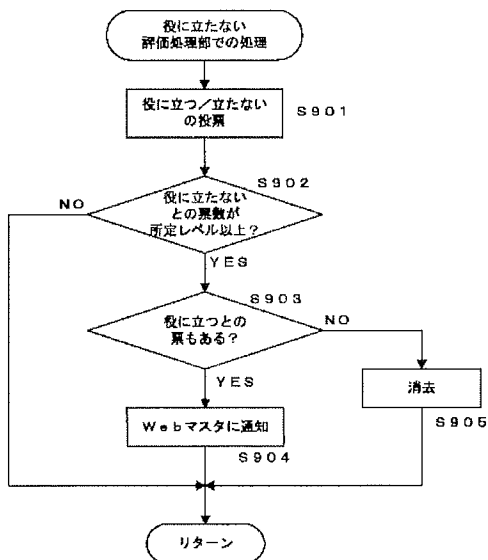 役に立たない
評価処理部での処理
役に立つ/立たない
の投票
S901
S902
NO
役に立たない
との票数が
所定レベル以上?
YES
S903
役に立つとの
票もある?
NO
YES
消去
S905
Webマスタに通知
S904
リターン